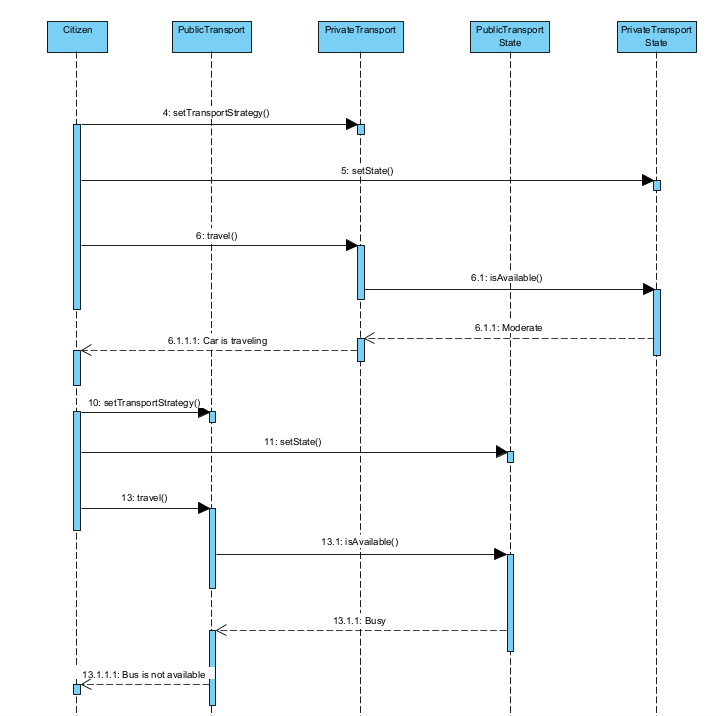 Citizen
PublicTransport
PrivateTransport
PublicTransport
State
PrivateTransport
State
4: setTransportStrategy()
5: setState()
6: travel()
6.1: isAvailable()
6.1.1: Moderate
6.1.1.1: Car is traveling
10: setTransportStrategy()
11: setState()
13: travel()
13.1: isAvailable()
13.1.1: Busy
13.1.1.1: Bus is not available